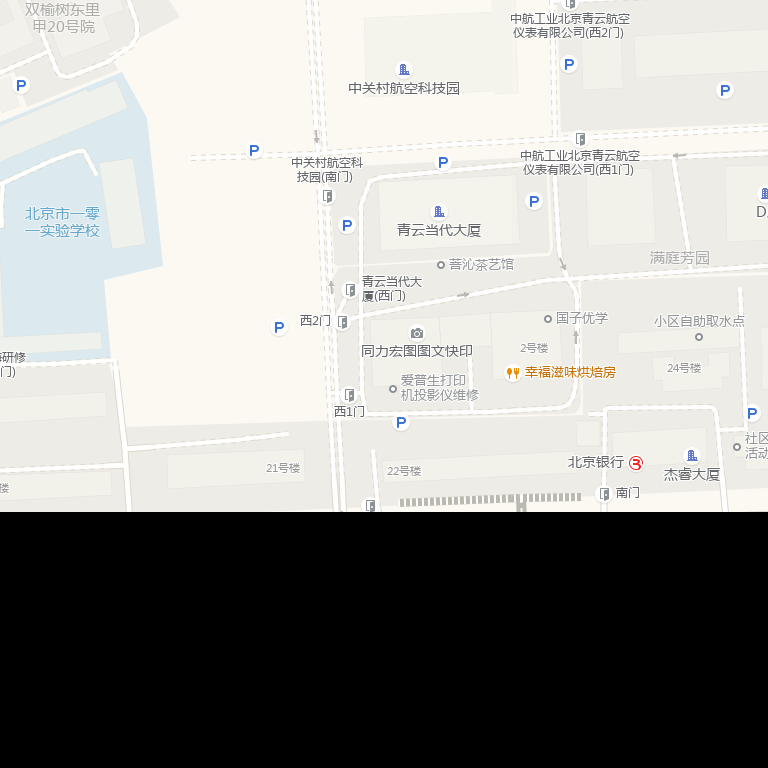 双榆树东里
甲20号院
中航工业北京青云航空
仪表有限公司(西2门)
P
P
P
中关村航空科技园
P
P
中关村航空科
技园(南门)
中航工业北京青云航空
仪表有限公司(西1门)
北京市一零
一实验学校
P
P
青云当代大厦
D
菩沁茶艺馆
满庭芳园
青云当代大
厦(西门)
西2门
P
国子优学
小区自助取水点
同力宏图图文快印
2号楼
研修
门)
24号楼
幸福滋味烘焙房
爱普生打印
机投影仪维修
西1门
P
P
社区
活动
21号楼
22号楼
北京银行
杰睿大厦
楼
南门